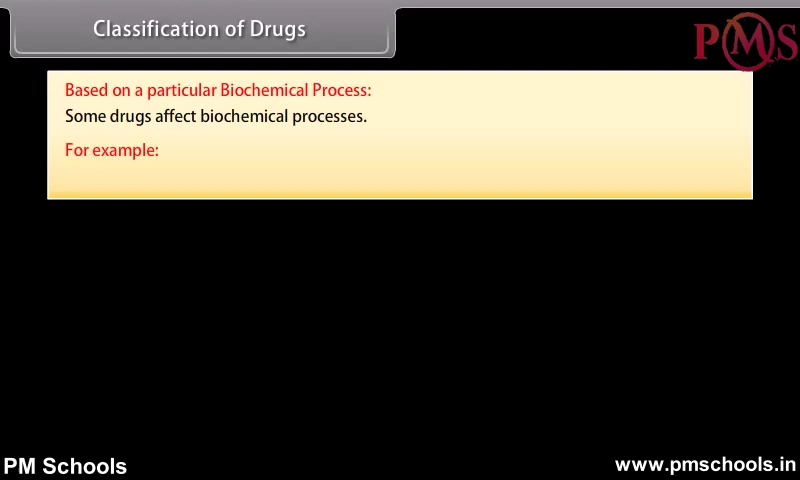 Classification of Drugs
PMS
Based on a particular Biochemical Process:
Some drugs affect biochemical processes.
For example:
PM Schools
www.pmschools.in